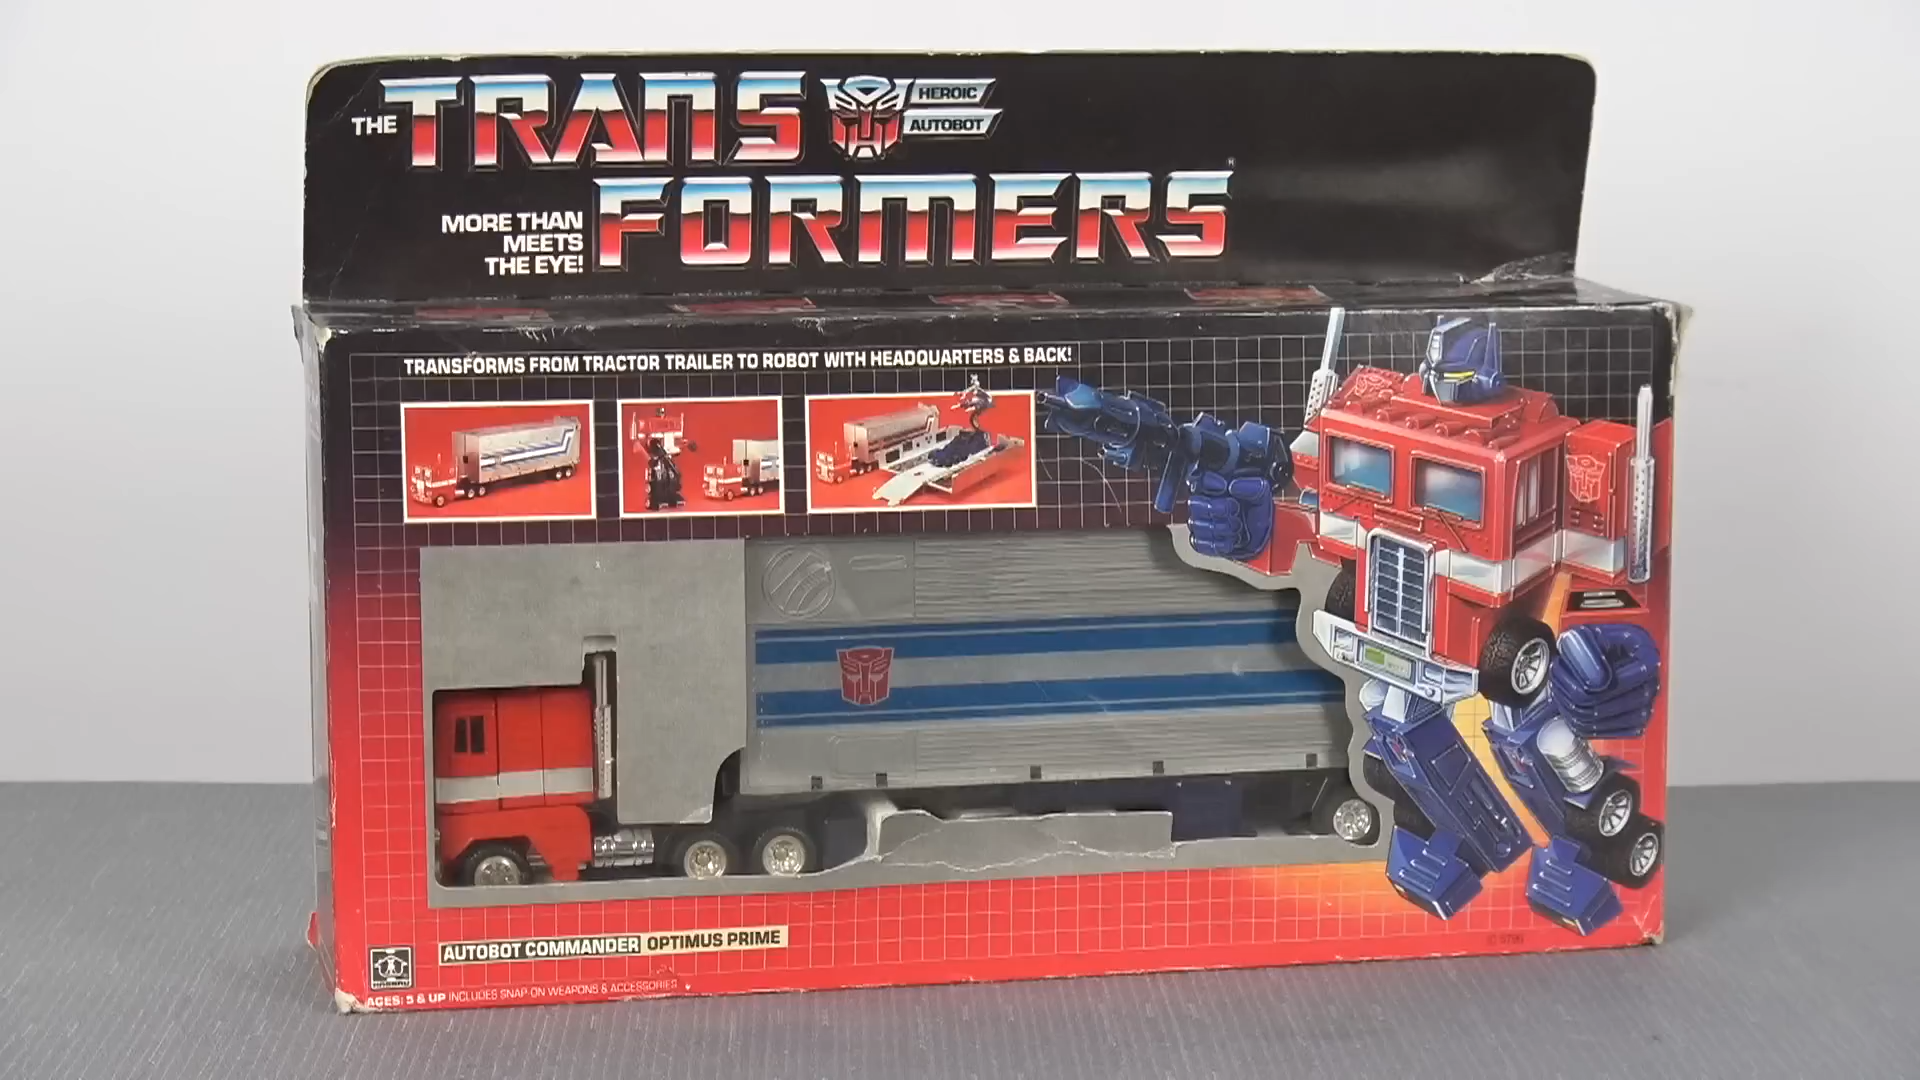 THE TRANS HEROIC AUTOBOT
FORMERS ®
MORE THAN
MEETS
THE EYE!
TRANSFORMS FROM TRACTOR TRAILER TO ROBOT WITH HEADQUARTERS & BACK!
AUTOBOT COMMANDER OPTIMUS PRIME
HASBRO
AGES: 5 & UP INCLUDES SNAP-ON WEAPONS & ACCESSORIES